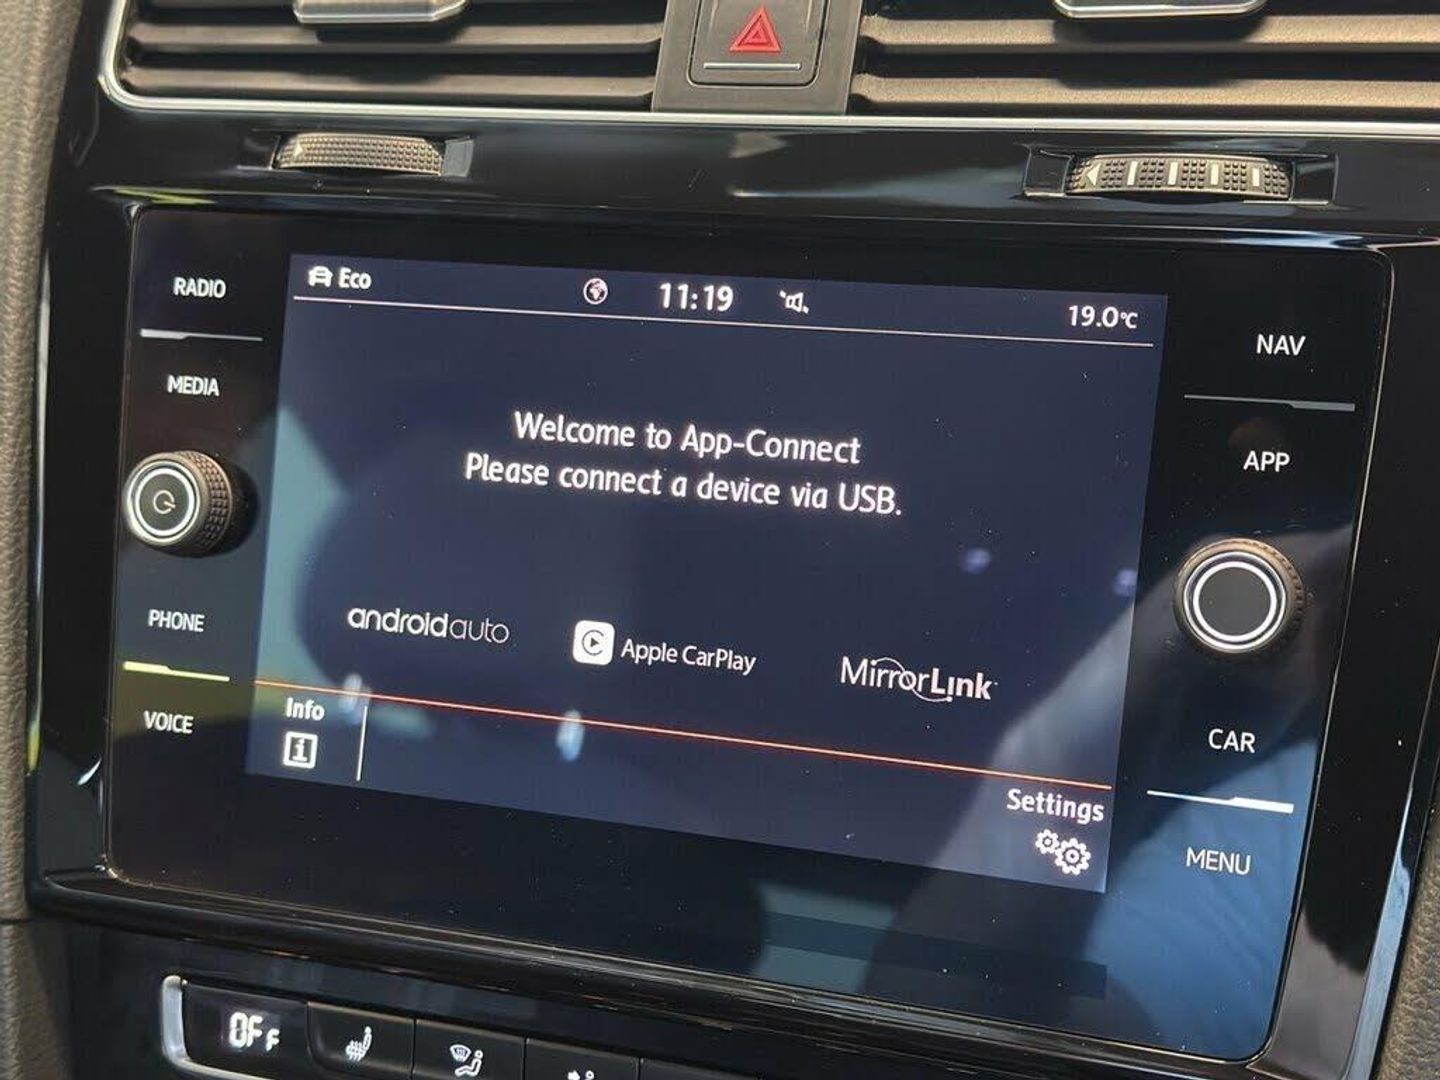 RADIO
MEDIA
PHONE
VOICE
Eco
11:19
19.0°C
Welcome to App-Connect
Please connect a device via USB.
androidauto
Apple CarPlay
MirrorLink
Info
i
Settings
NAV
APP
CAR
MENU
OFF